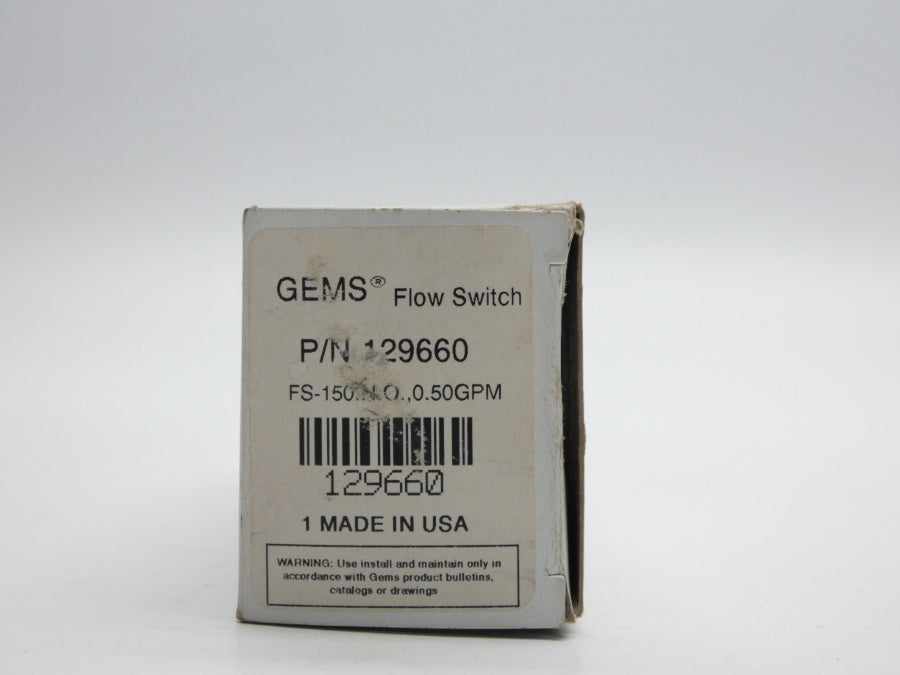 GEMS® Flow Switch
P/N 129660
FS-150,N.O.,0.50GPM
129660
1 MADE IN USA
WARNING: Use install and maintain only in
accordance with Gems product bulletins,
catalogs or drawings